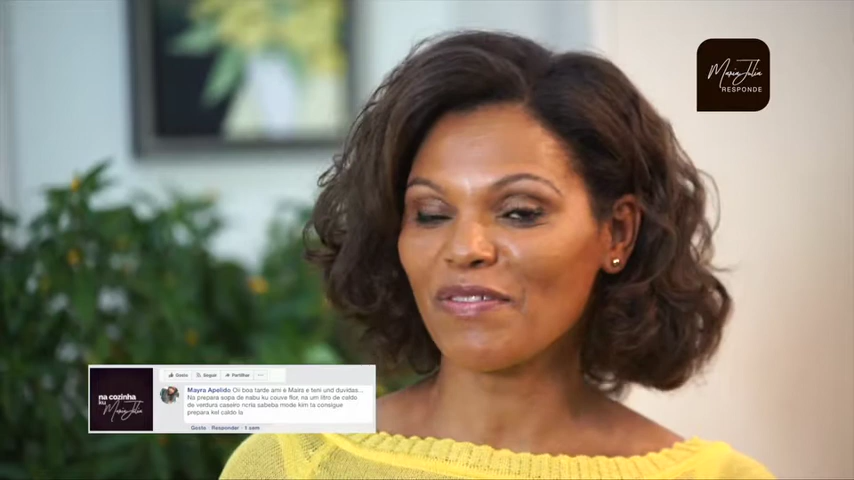 Maria Julia
RESPONDE
na cozinha
ku
Maria Julia
Gosto Seguir Partilhar ...
Mayra Apelido Oii boa tarde ami e Maira e teni und duvidas...
Na prepara sopa de nabu ku couve flor, na um litro de caldo
de verdura caseiro ncria sabeba mode kim ta consigue
prepara kel caldo la
Gosto · Responder · 1 sem